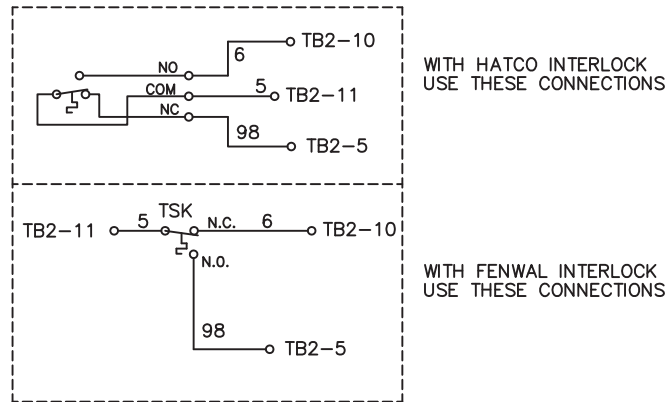 NO 6 TB2-10
COM 5 TB2-11
NC 98 TB2-5
WITH HATCO INTERLOCK
USE THESE CONNECTIONS
TSK
TB2-11 5 N.C. 6 TB2-10
N.O.
98 TB2-5
WITH FENWAL INTERLOCK
USE THESE CONNECTIONS